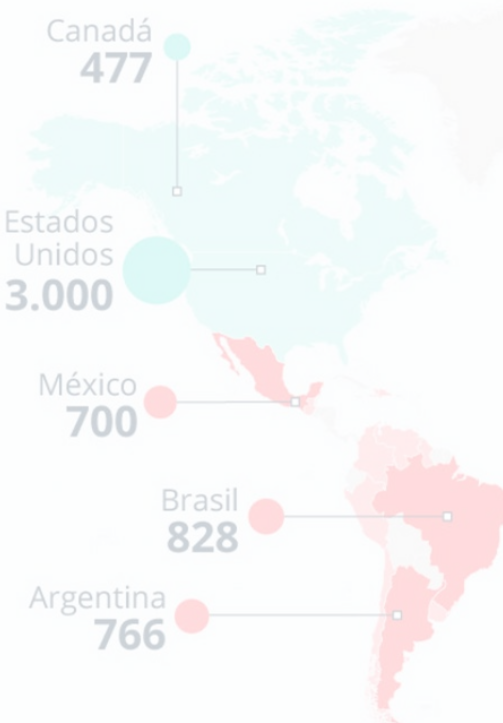 Canadá
477
Estados
Unidos
3.000
México
700
Brasil
828
Argentina
766